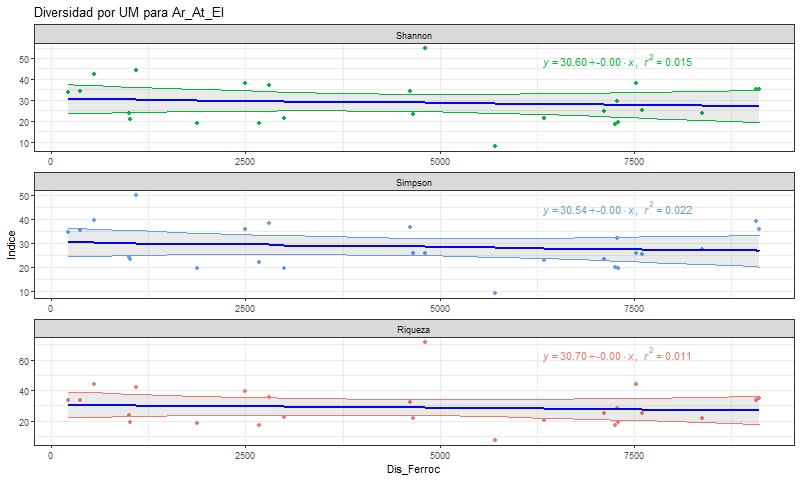 Diversidad por UM para Ar_At_El
Shannon
y = 30.60+-0.00 · x, r² = 0.015
50
40
30
20
10
0 2500 5000 7500
Simpson
y = 30.54+-0.00 · x, r² = 0.022
50
40
30
20
10
0 2500 5000 7500
Indice
Riqueza
y = 30.70+-0.00 · x, r² = 0.011
60
40
20
0 2500 5000 7500
Dis_Ferroc